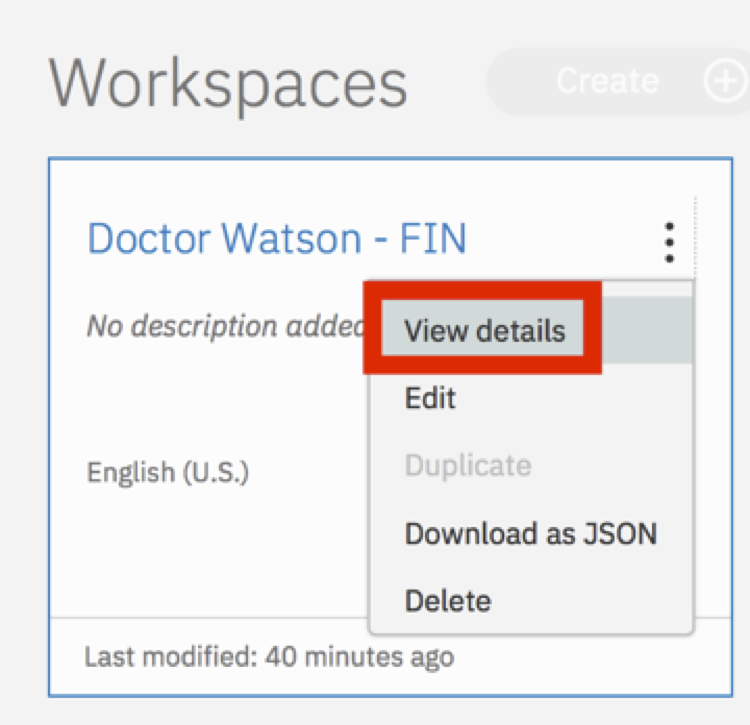 Workspaces
Create
Doctor Watson - FIN
No description added
View details
Edit
English (U.S.)
Duplicate
Download as JSON
Delete
Last modified: 40 minutes ago